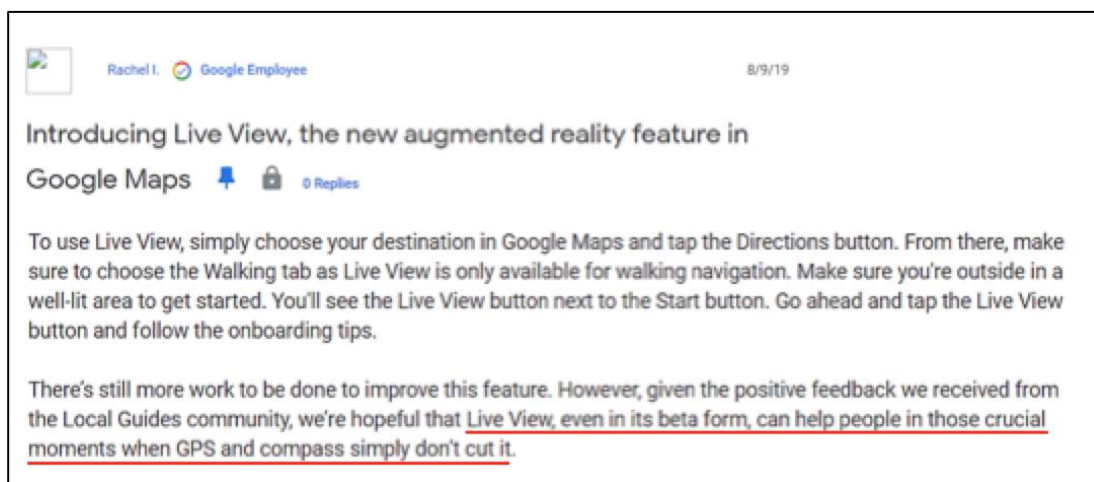 Rachel I. Google Employee 8/9/19
Introducing Live View, the new augmented reality feature in
Google Maps 0 Replies
To use Live View, simply choose your destination in Google Maps and tap the Directions button. From there, make
sure to choose the Walking tab as Live View is only available for walking navigation. Make sure you're outside in a
well-lit area to get started. You'll see the Live View button next to the Start button. Go ahead and tap the Live View
button and follow the onboarding tips.
There's still more work to be done to improve this feature. However, given the positive feedback we received from
the Local Guides community, we're hopeful that Live View, even in its beta form, can help people in those crucial
moments when GPS and compass simply don't cut it.